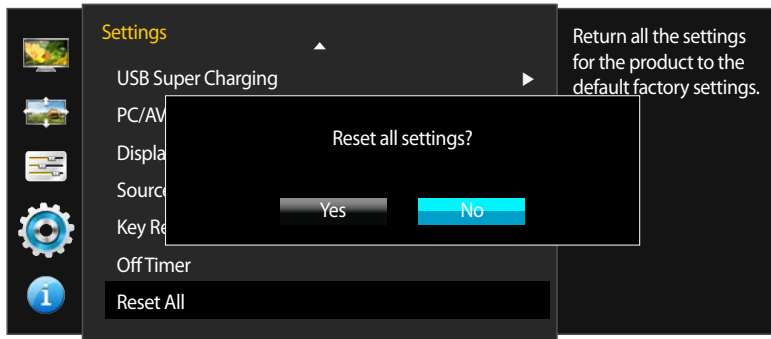 Settings
USB Super Charging
PC/AV
Displa
Source
Key Re
Off Timer
Reset All
Reset all settings?
Yes
No
Return all the settings
for the product to the
default factory settings.